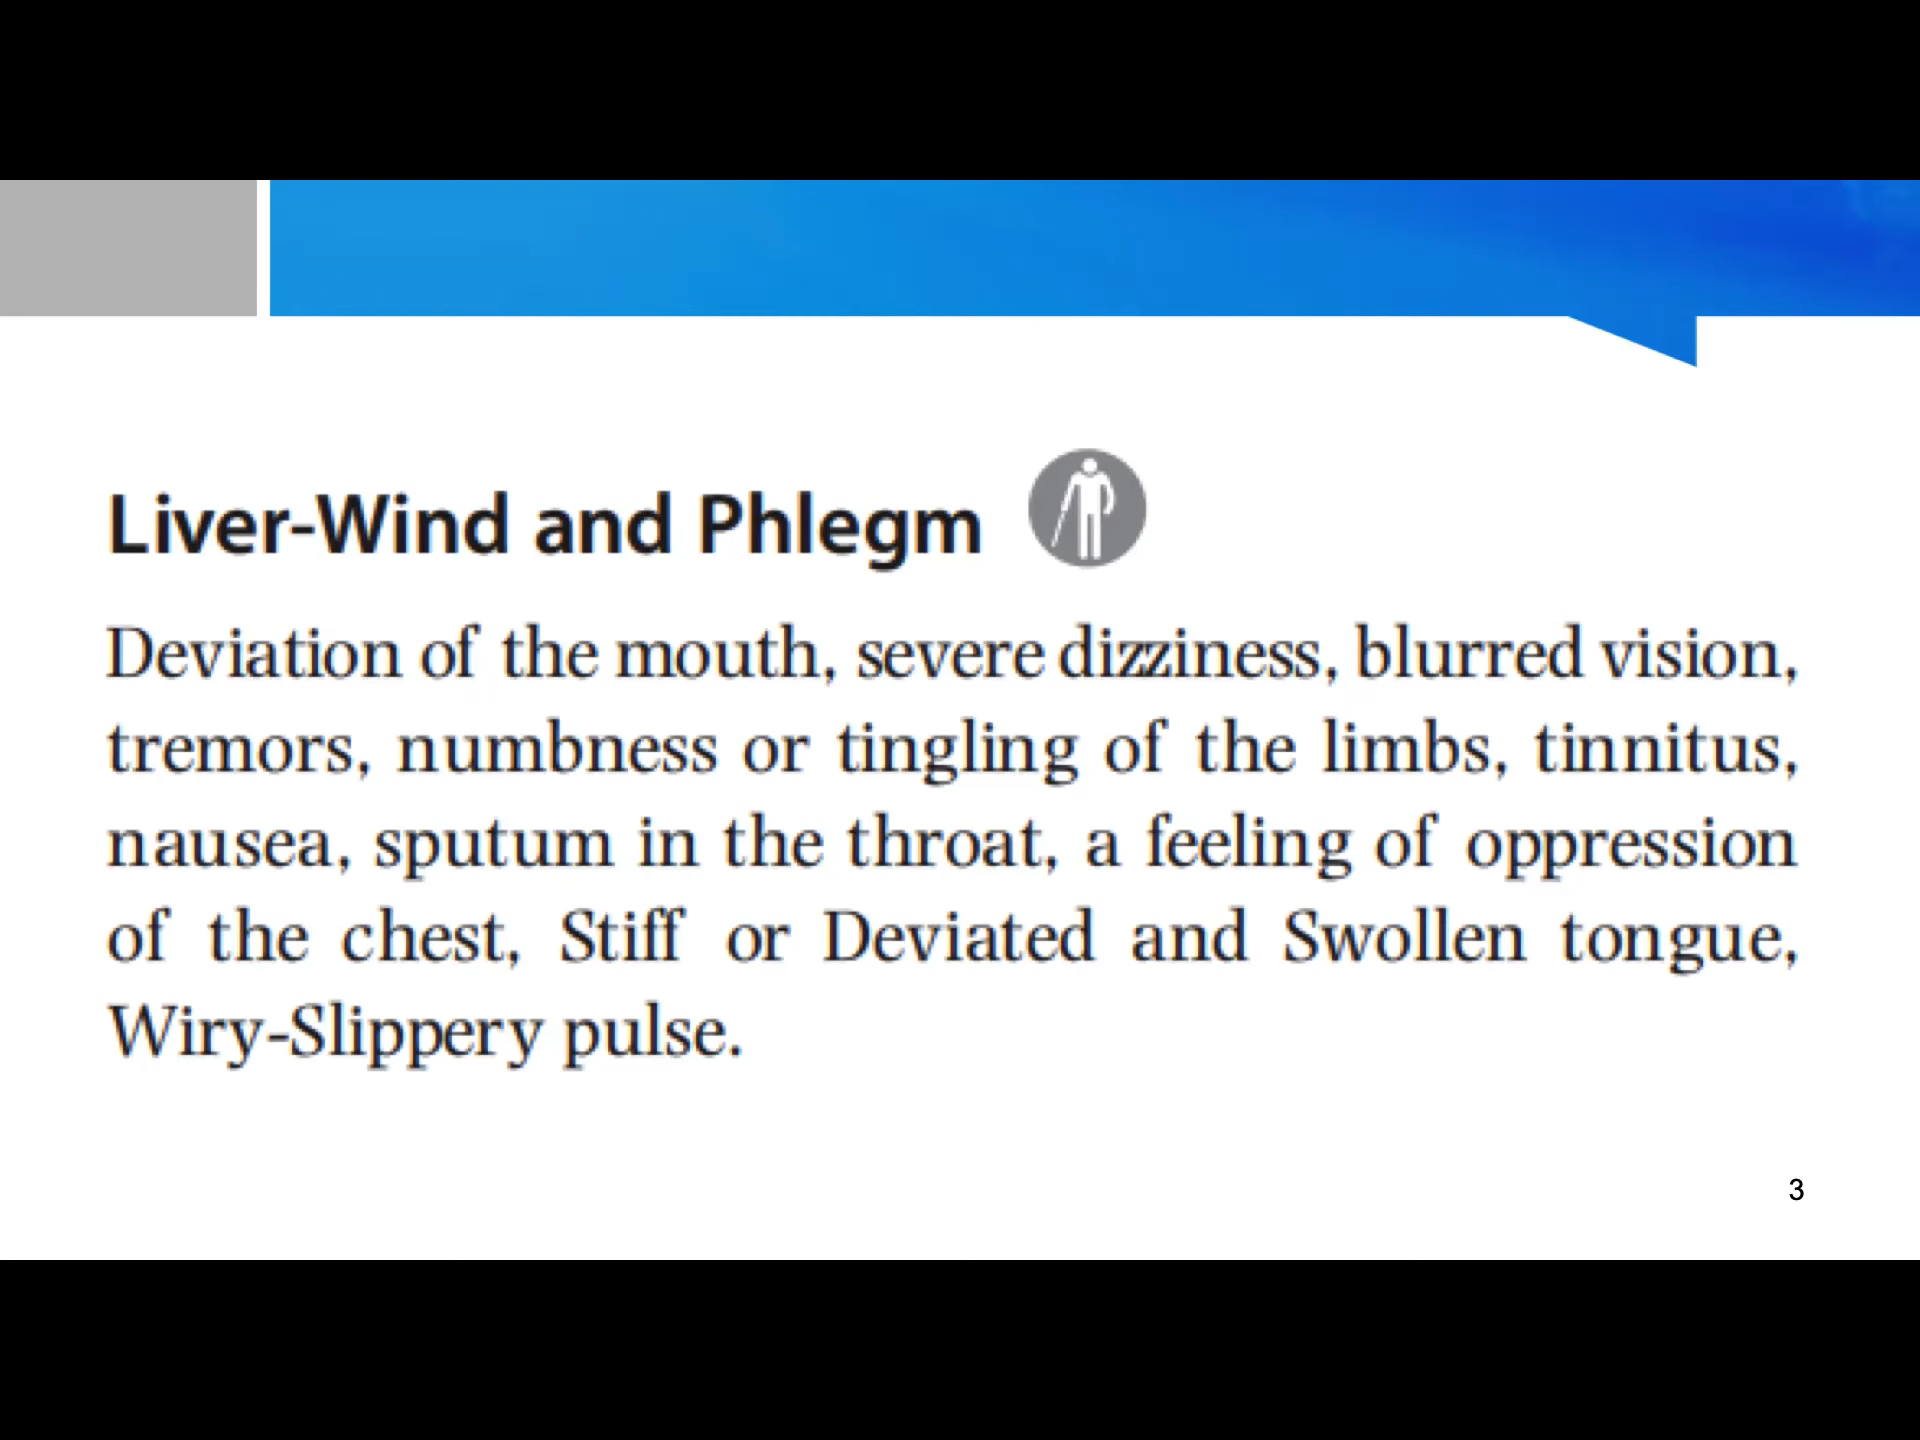 Liver-Wind and Phlegm
Deviation of the mouth, severe dizziness, blurred vision,
tremors, numbness or tingling of the limbs, tinnitus,
nausea, sputum in the throat, a feeling of oppression
of the chest, Stiff or Deviated and Swollen tongue,
Wiry-Slippery pulse.
3